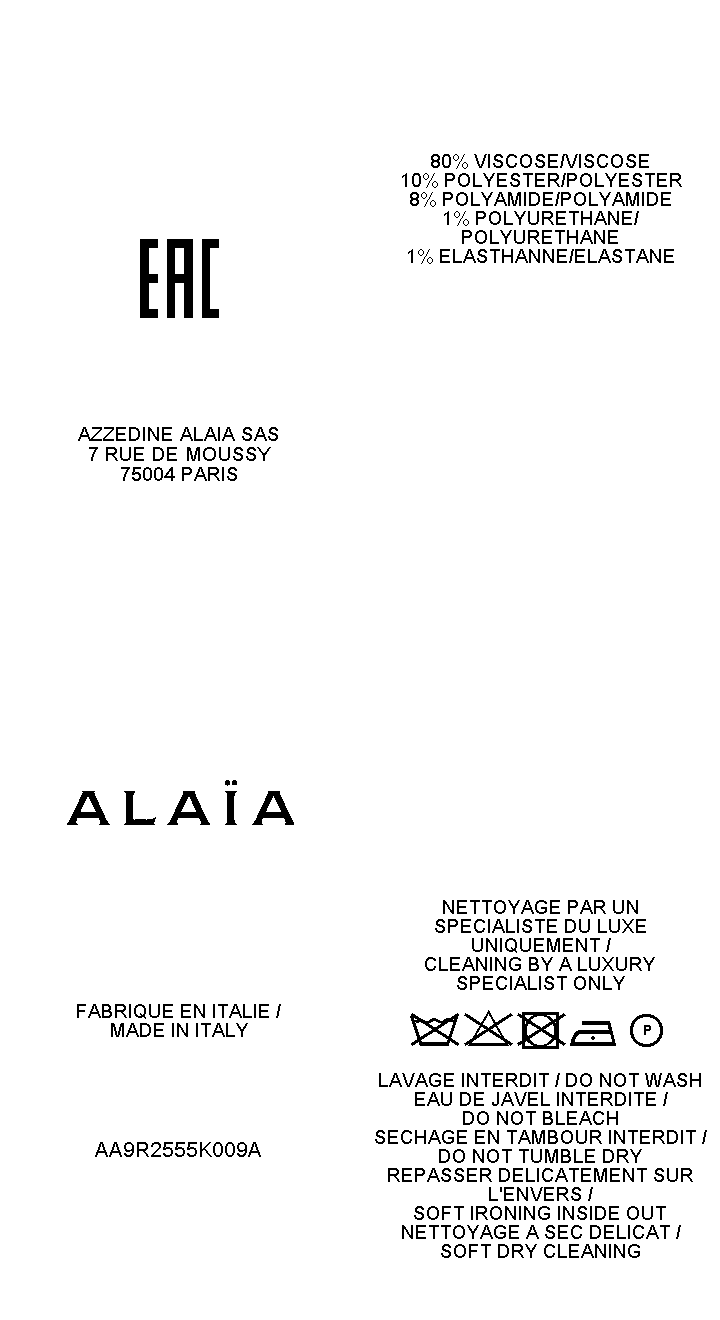 EAC
AZZEDINE ALAIA SAS
7 RUE DE MOUSSY
75004 PARIS
80% VISCOSE/VISCOSE
10% POLYESTER/POLYESTER
8% POLYAMIDE/POLYAMIDE
1% POLYURETHANE/
POLYURETHANE
1% ELASTHANNE/ELASTANE
ALAÏA
FABRIQUE EN ITALIE /
MADE IN ITALY
AA9R2555K009A
NETTOYAGE PAR UN
SPECIALISTE DU LUXE
UNIQUEMENT /
CLEANING BY A LUXURY
SPECIALIST ONLY
P
LAVAGE INTERDIT / DO NOT WASH
EAU DE JAVEL INTERDITE /
DO NOT BLEACH
SECHAGE EN TAMBOUR INTERDIT /
DO NOT TUMBLE DRY
REPASSER DELICATEMENT SUR
L'ENVERS /
SOFT IRONING INSIDE OUT
NETTOYAGE A SEC DELICAT /
SOFT DRY CLEANING